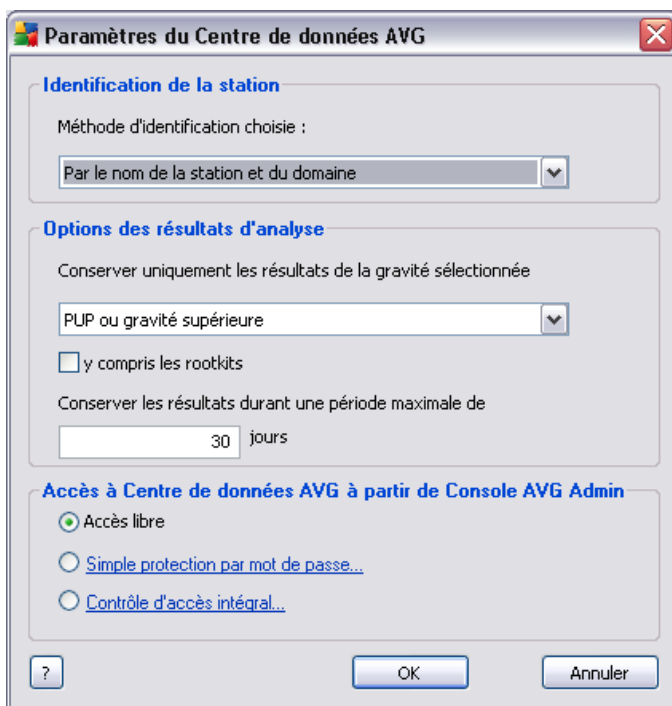 Paramètres du Centre de données AVG
Identification de la station
Méthode d'identification choisie :
Par le nom de la station et du domaine
Options des résultats d'analyse
Conserver uniquement les résultats de la gravité sélectionnée
PUP ou gravité supérieure
y compris les rootkits
Conserver les résultats durant une période maximale de
30 jours
Accès à Centre de données AVG à partir de Console AVG Admin
Accès libre
Simple protection par mot de passe...
Contrôle d'accès intégral...
? OK Annuler